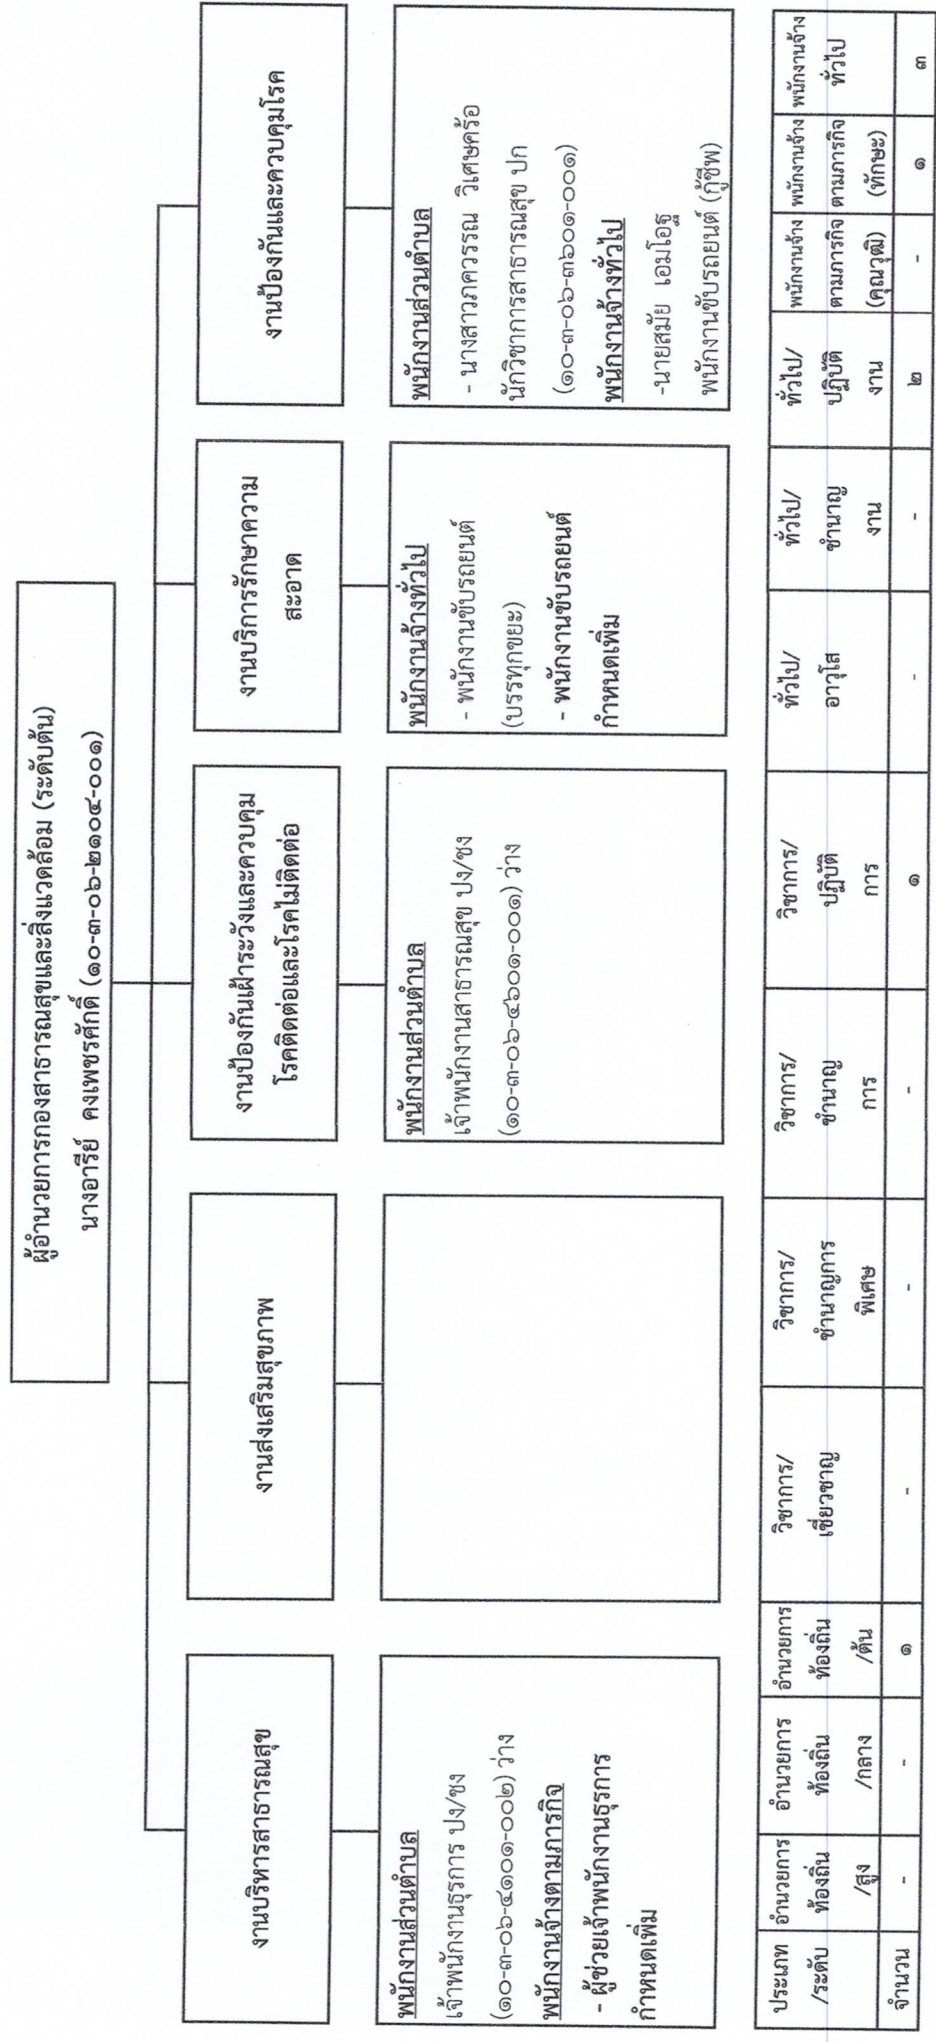 ผู้อำนวยการกองสาธารณสุขและสิ่งแวดล้อม (ระดับต้น)
นางอารีย์ คงเพชรศักดิ์ (๑๐-๓-๐๖-๒๑๐๔-๐๐๑)
งานบริหารสาธารณสุข
พนักงานส่วนตำบล
เจ้าพนักงานธุรการ ปง/ชง
(๑๐-๓-๐๖-๔๑๐๑-๐๐๒) ว่าง
พนักงานจ้างตามภารกิจ
- ผู้ช่วยเจ้าพนักงานธุรการ
กำหนดเพิ่ม
งานส่งเสริมสุขภาพ
งานป้องกันเฝ้าระวังและควบคุม
โรคติดต่อและโรคไม่ติดต่อ
พนักงานส่วนตำบล
เจ้าพนักงานสาธารณสุข ปง/ชง
(๑๐-๓-๐๖-๔๖๐๑-๐๐๑) ว่าง
งานบริการรักษาความ
สะอาด
พนักงานจ้างทั่วไป
- พนักงานขับรถยนต์
(บรรทุกขยะ)
- พนักงานขับรถยนต์
กำหนดเพิ่ม
งานป้องกันและควบคุมโรค
พนักงานส่วนตำบล
- นางสาวภควรรณ วิเศษคร้อ
นักวิชาการสาธารณสุข ปก
(๑๐-๓-๐๖-๓๖๐๑-๐๐๑)
พนักงานจ้างทั่วไป
-นายสมัย เอมโอฐ
พนักงานขับรถยนต์ (กู้ชีพ)
ประเภท
/ระดับ
อำนวยการ
ท้องถิ่น
/สูง
อำนวยการ
ท้องถิ่น
/กลาง
อำนวยการ
ท้องถิ่น
/ต้น
วิชาการ/
เชี่ยวชาญ
วิชาการ/
ชำนาญการ
พิเศษ
วิชาการ/
ชำนาญ
การ
วิชาการ/
ปฏิบัติ
การ
ทั่วไป/
อาวุโส
ทั่วไป/
ชำนาญ
งาน
ทั่วไป/
ปฏิบัติ
งาน
พนักงานจ้าง
ตามภารกิจ
(คุณวุฒิ)
พนักงานจ้าง
ตามภารกิจ
(ทักษะ)
พนักงานจ้าง
ทั่วไป
จำนวน - - ๑ - - - ๑ - - ๒ - ๑ ๓